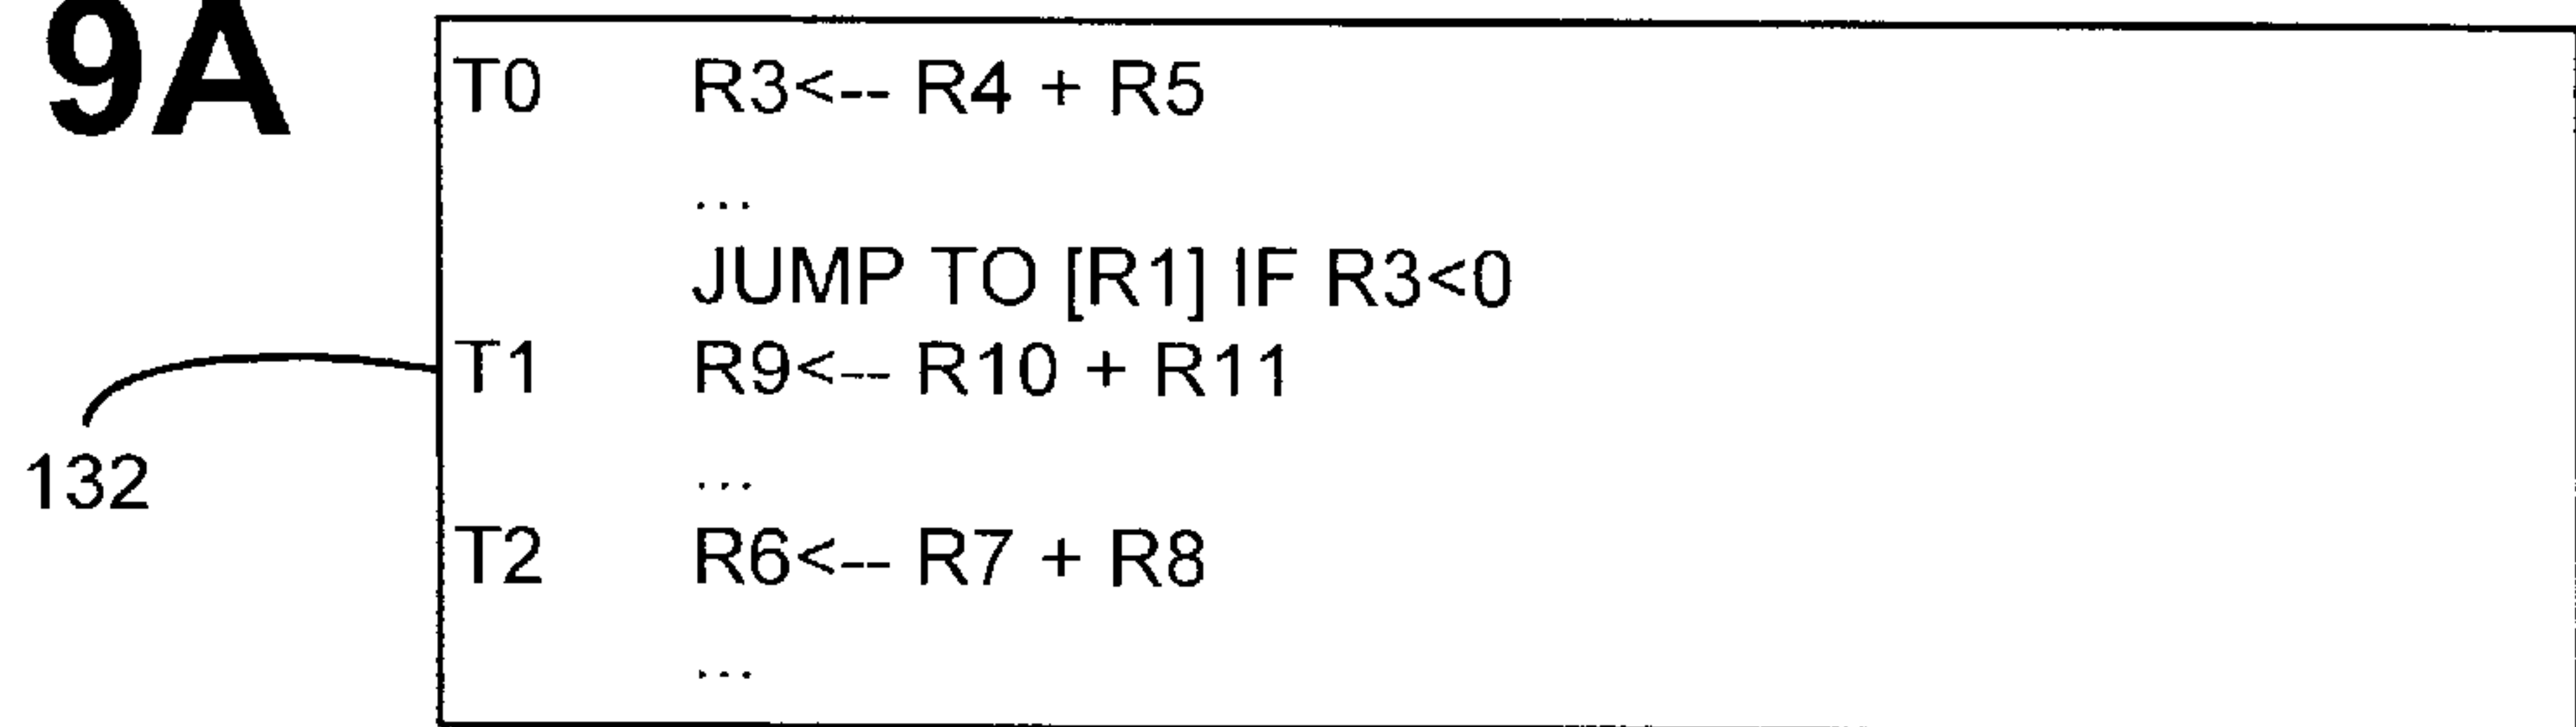 9A
T0 R3<-- R4 + R5
...
JUMP TO [R1] IF R3<0
T1 R9<-- R10 + R11
132
...
T2 R6<-- R7 + R8
...